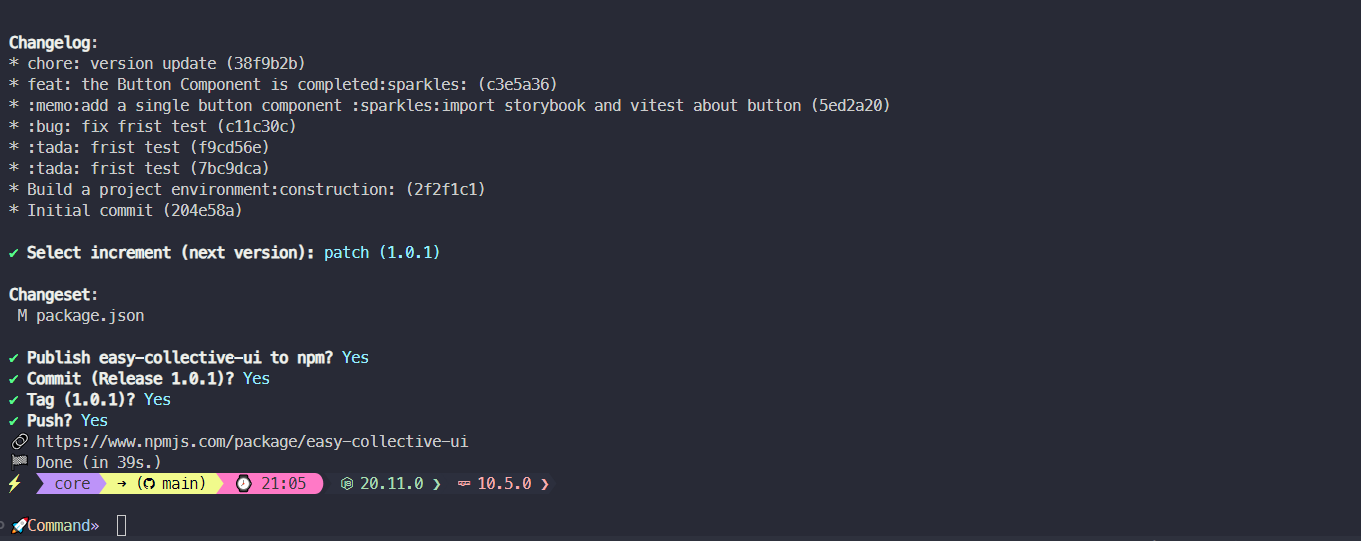 Changelog:
* chore: version update (38f9b2b)
* feat: the Button Component is completed:sparkles: (c3e5a36)
* :memo:add a single button component :sparkles:import storybook and vitest about button (5ed2a20)
* :bug: fix frist test (c11c30c)
* :tada: frist test (f9cd56e)
* :tada: frist test (7bc9dca)
* Build a project environment:construction: (2f2f1c1)
* Initial commit (204e58a)
✔ Select increment (next version): patch (1.0.1)
Changeset:
M package.json
✔ Publish easy-collective-ui to npm? Yes
✔ Commit (Release 1.0.1)? Yes
✔ Tag (1.0.1)? Yes
✔ Push? Yes
🔗 https://www.npmjs.com/package/easy-collective-ui
🏁 Done (in 39s.)
⚡ core → ( main) 21:05 20.11.0 ❯ 10.5.0 ❯
🚀Command»